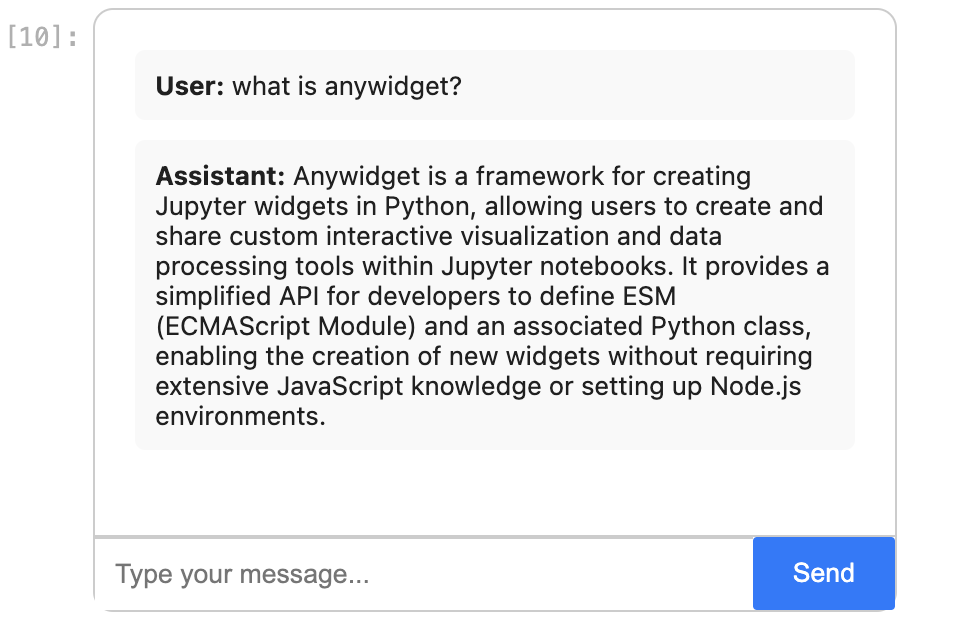 [10]:
User: what is anywidget?
Assistant: Anywidget is a framework for creating
Jupyter widgets in Python, allowing users to create and
share custom interactive visualization and data
processing tools within Jupyter notebooks. It provides a
simplified API for developers to define ESM
(ECMAScript Module) and an associated Python class,
enabling the creation of new widgets without requiring
extensive JavaScript knowledge or setting up Node.js
environments.
Type your message...
Send